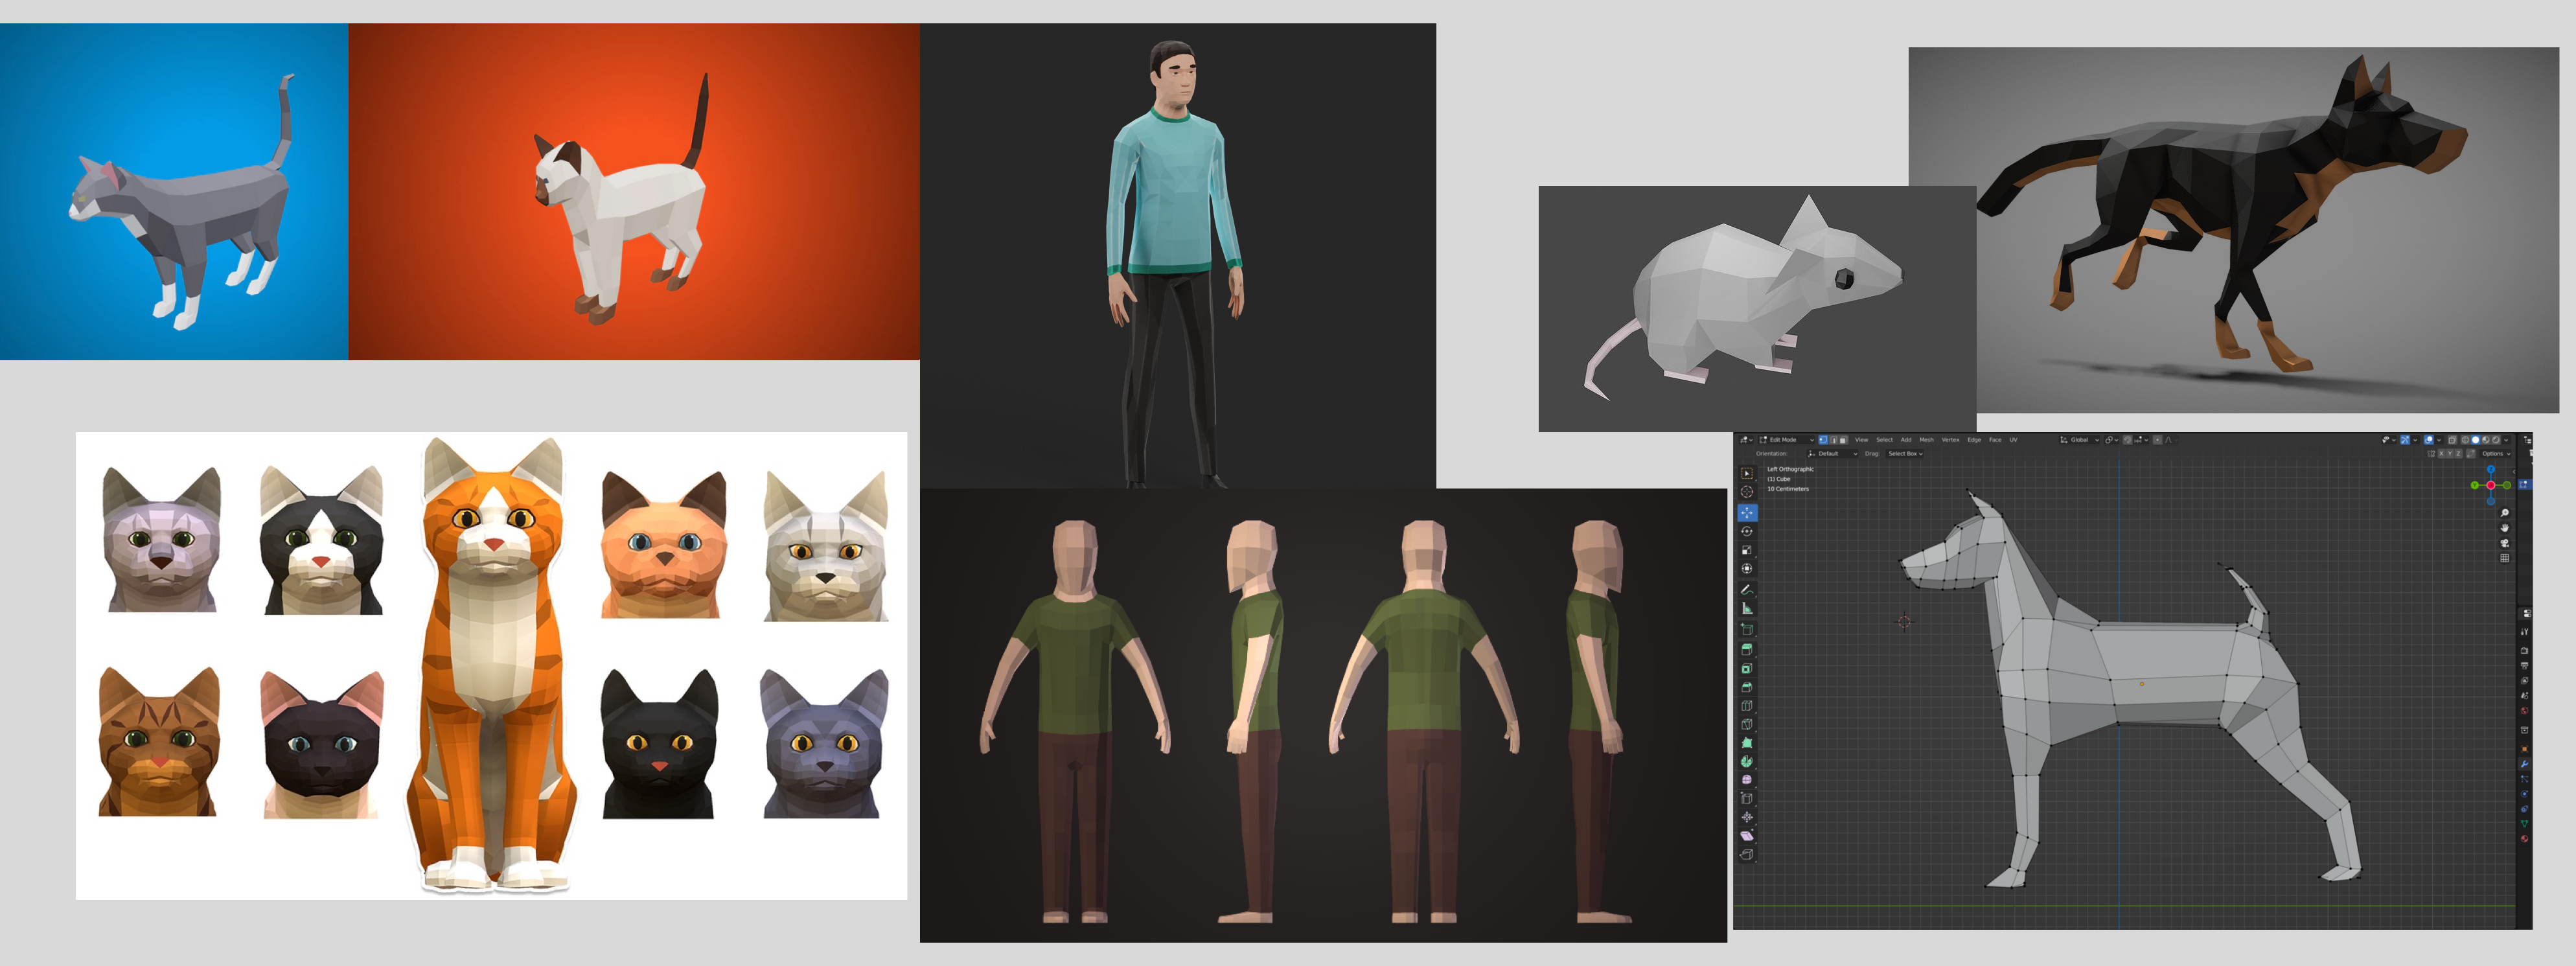 Edit Mode View Select Add Mesh Vertex Edge Face UV Global
Orientation: Default Drag: Select Box X Y Z Options
Left Orthographic
(1) Cube
10 Centimeters